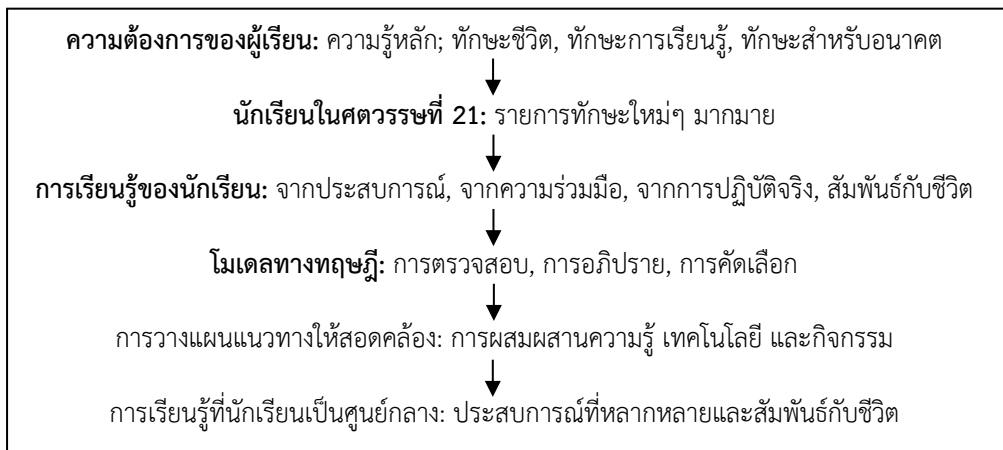 ความต้องการของผู้เรียน: ความรู้หลัก; ทักษะชีวิต, ทักษะการเรียนรู้, ทักษะสำหรับอนาคต
นักเรียนในศตวรรษที่ 21: รายการทักษะใหม่ๆ มากมาย
การเรียนรู้ของนักเรียน: จากประสบการณ์, จากความร่วมมือ, จากการปฏิบัติจริง, สัมพันธ์กับชีวิต
โมเดลทางทฤษฎี: การตรวจสอบ, การอภิปราย, การคัดเลือก
การวางแผนแนวทางให้สอดคล้อง: การผสมผสานความรู้ เทคโนโลยี และกิจกรรม
การเรียนรู้ที่นักเรียนเป็นศูนย์กลาง: ประสบการณ์ที่หลากหลายและสัมพันธ์กับชีวิต